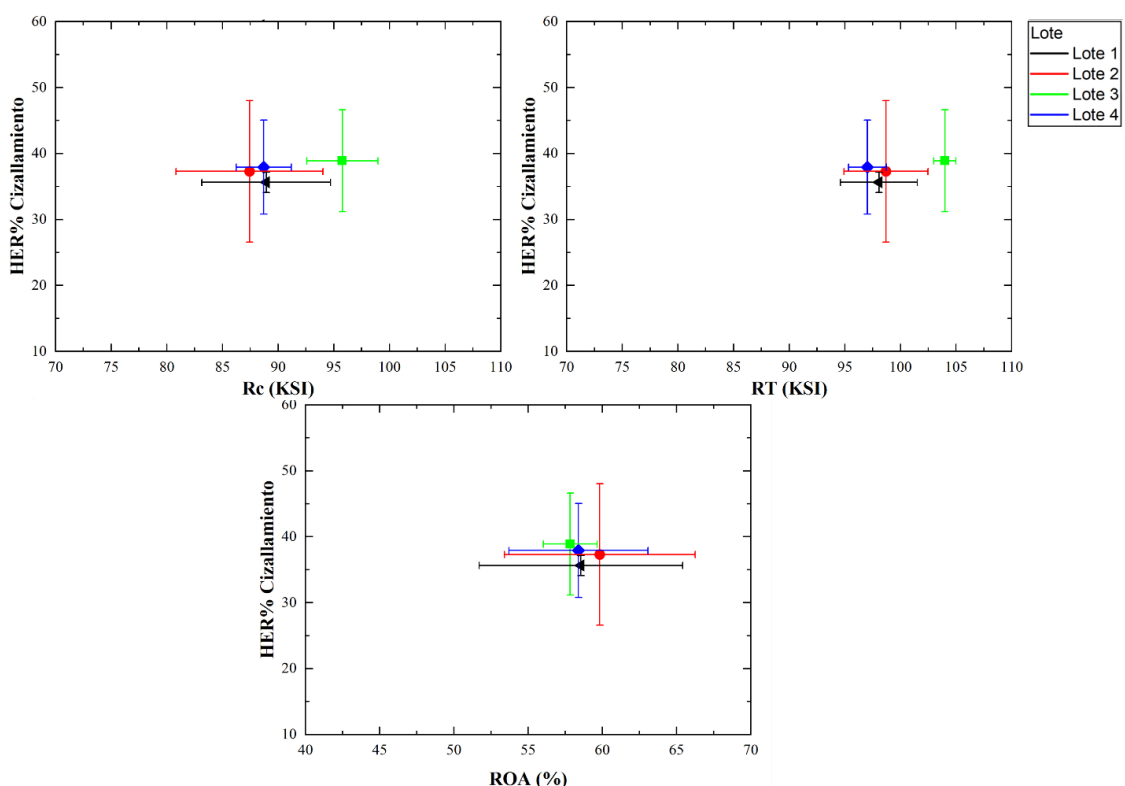 60
50
40
30
20
10
HER% Cizallamiento
70 75 80 85 90 95 100 105 110
Rc (KSI)
60
50
40
30
20
10
HER% Cizallamiento
70 75 80 85 90 95 100 105 110
RT (KSI)
Lote
Lote 1
Lote 2
Lote 3
Lote 4
60
50
40
30
20
10
HER% Cizallamiento
40 45 50 55 60 65 70
ROA (%)